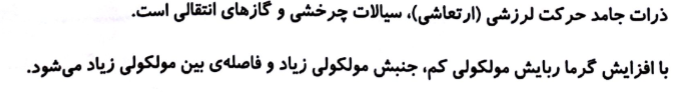 ذرات جامد حرکت لرزشی (ارتعاشی)، سیالات چرخشی و گازهای انتقالی است.
با افزایش گرما ربایش مولکولی کم، جنبش مولکولی زیاد و فاصله‌ی بین مولکولی زیاد می‌شود.